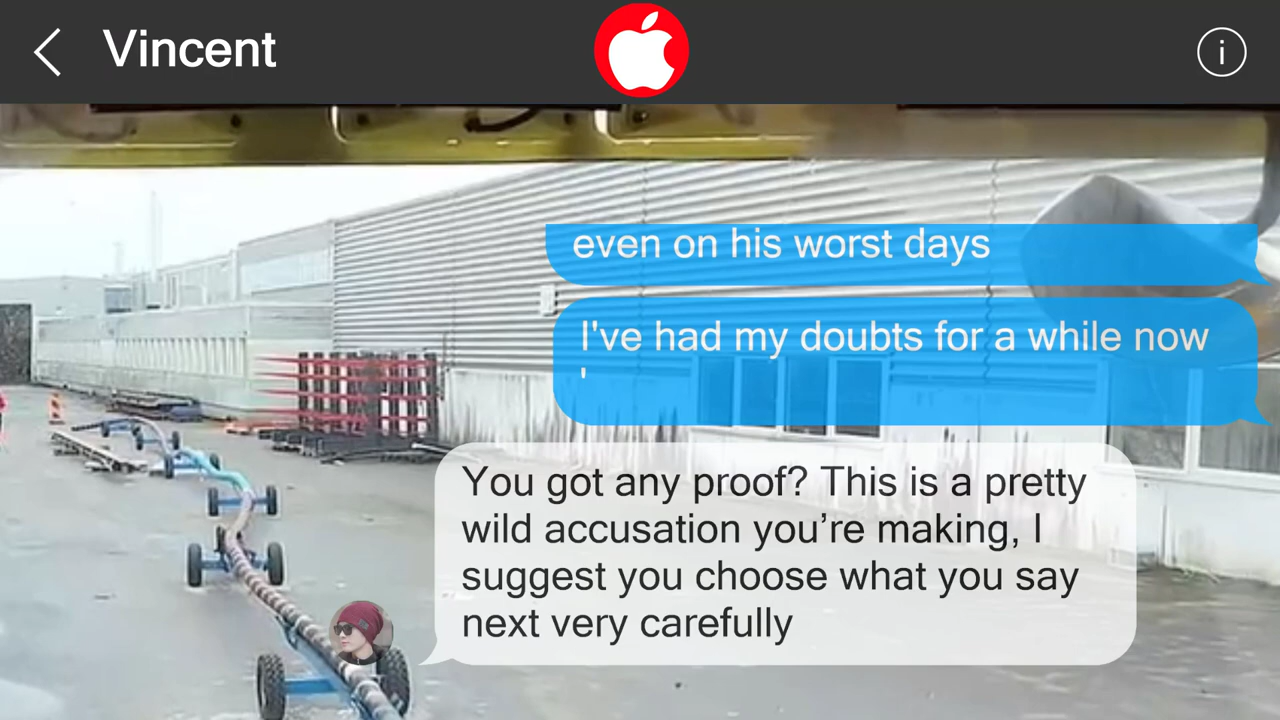 Vincent
i
even on his worst days
I've had my doubts for a while now
'
You got any proof? This is a pretty
wild accusation you’re making, I
suggest you choose what you say
next very carefully